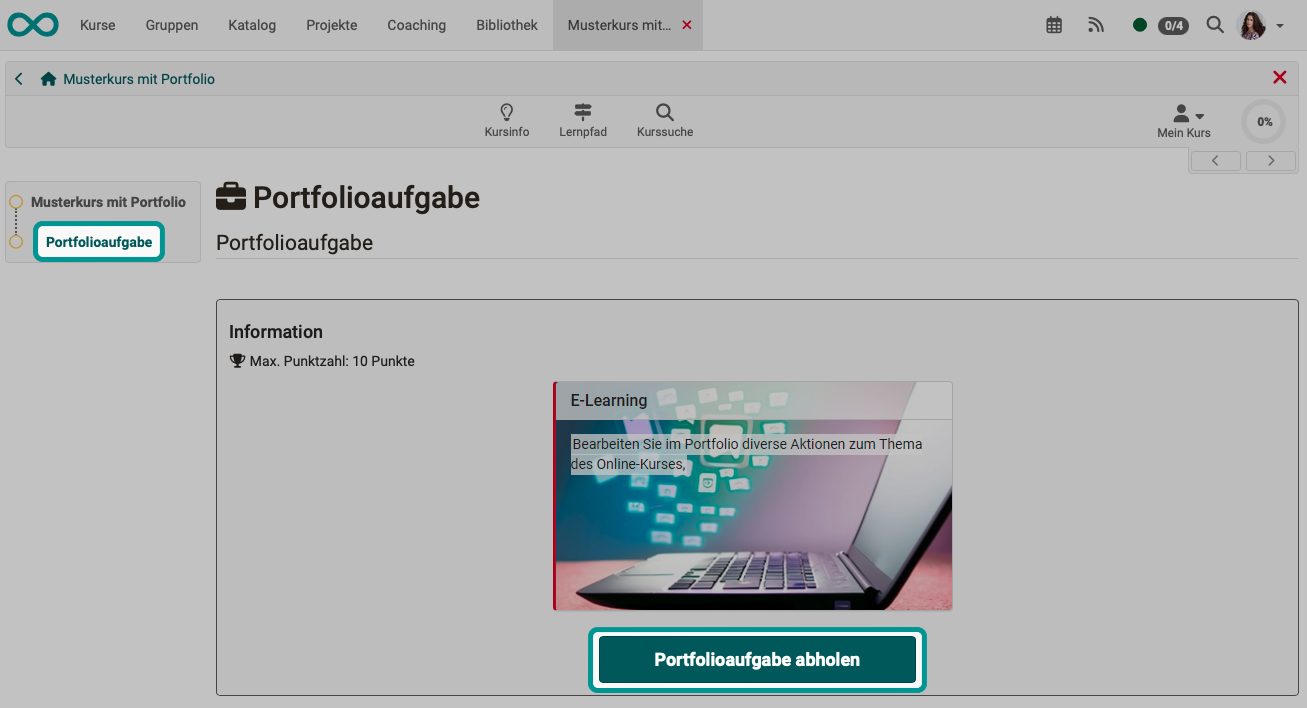 Kurse Gruppen Katalog Projekte Coaching Bibliothek Musterkurs mit... 0/4
Musterkurs mit Portfolio
Kursinfo Lernpfad Kurssuche Mein Kurs 0%
Musterkurs mit Portfolio
Portfolioaufgabe
Portfolioaufgabe
Portfolioaufgabe
Information
Max. Punktzahl: 10 Punkte
E-Learning
Bearbeiten Sie im Portfolio diverse Aktionen zum Thema
des Online-Kurses,
Portfolioaufgabe abholen